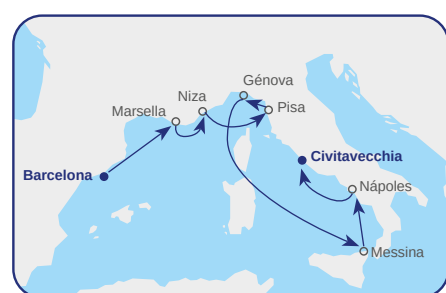 Génova
Niza
Marsella
Pisa
Civitavecchia
Barcelona
Nápoles
Messina